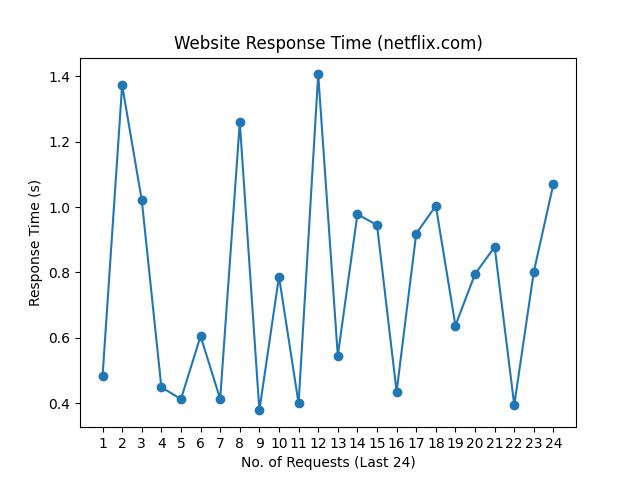 Website Response Time (netflix.com)
Response Time (s)
1.4
1.2
1.0
0.8
0.6
0.4
1 2 3 4 5 6 7 8 9 10 11 12 13 14 15 16 17 18 19 20 21 22 23 24
No. of Requests (Last 24)